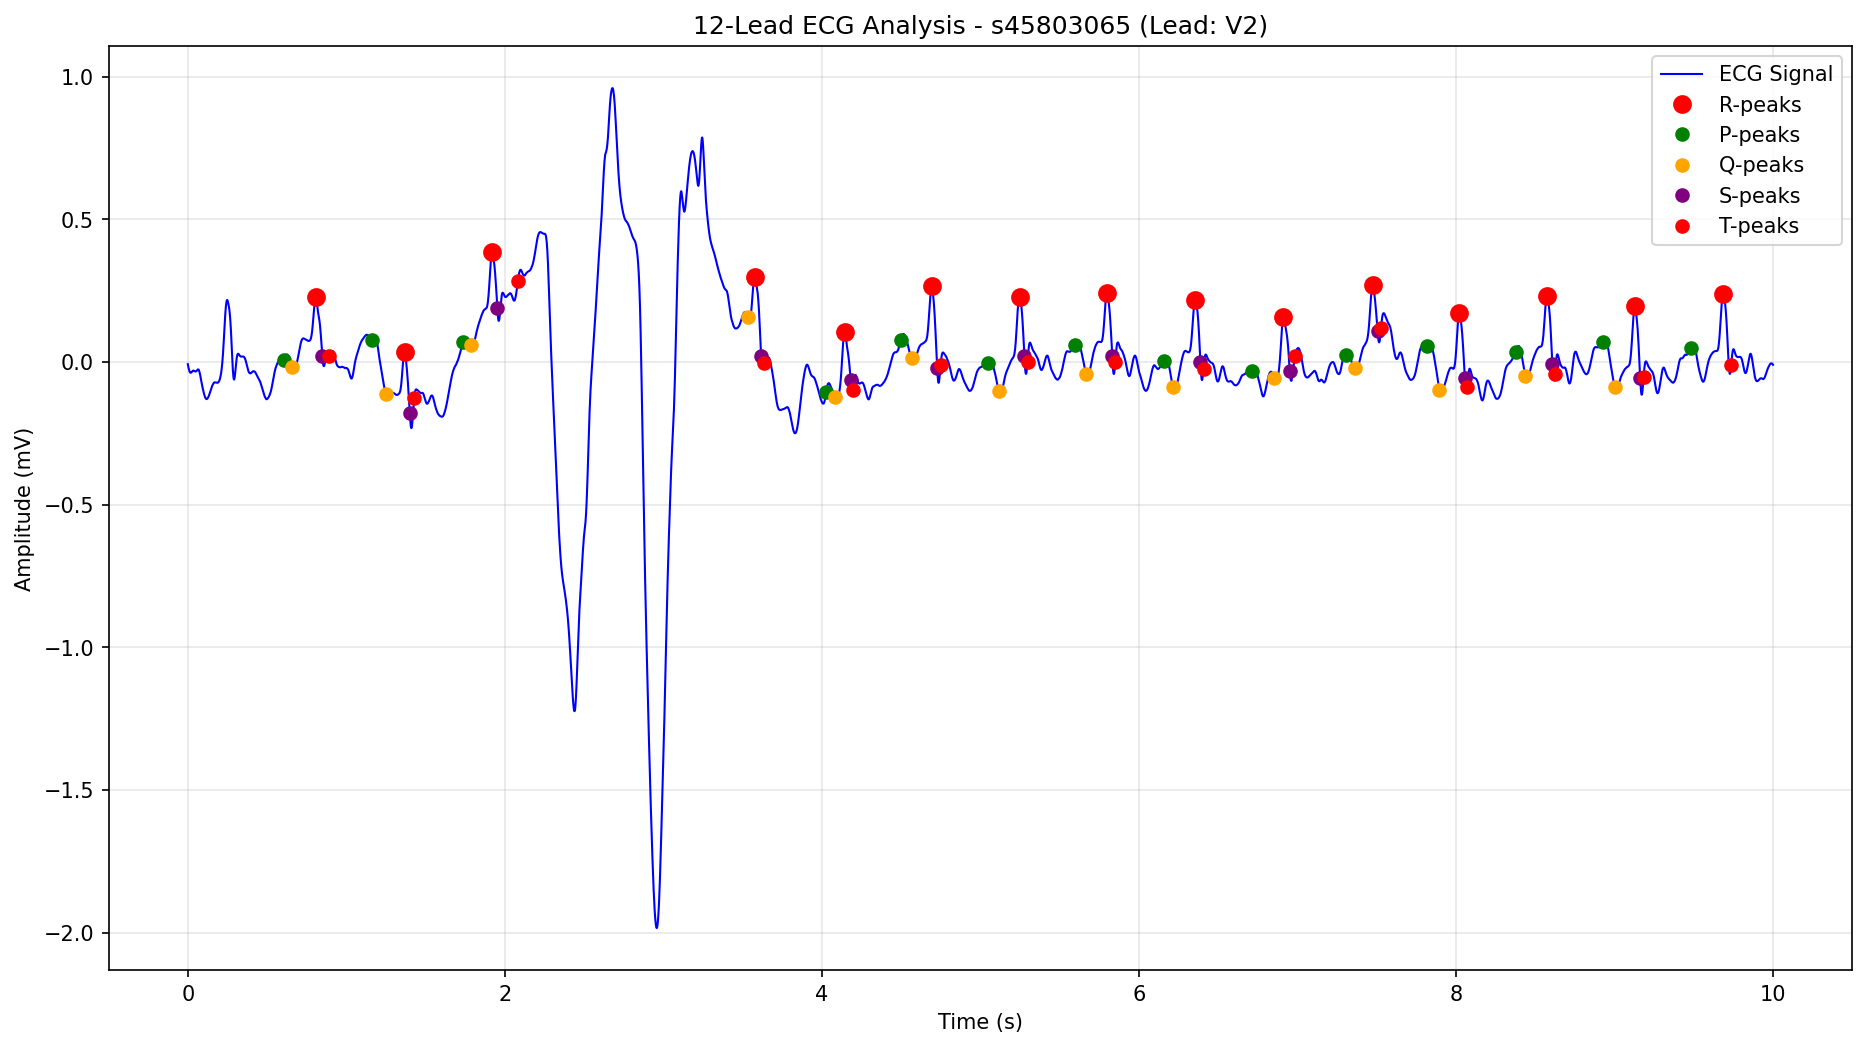 12-Lead ECG Analysis - s45803065 (Lead: V2)
ECG Signal
R-peaks
P-peaks
Q-peaks
S-peaks
T-peaks
1.0
0.5
0.0
−0.5
−1.0
−1.5
−2.0
Amplitude (mV)
0 2 4 6 8 10
Time (s)